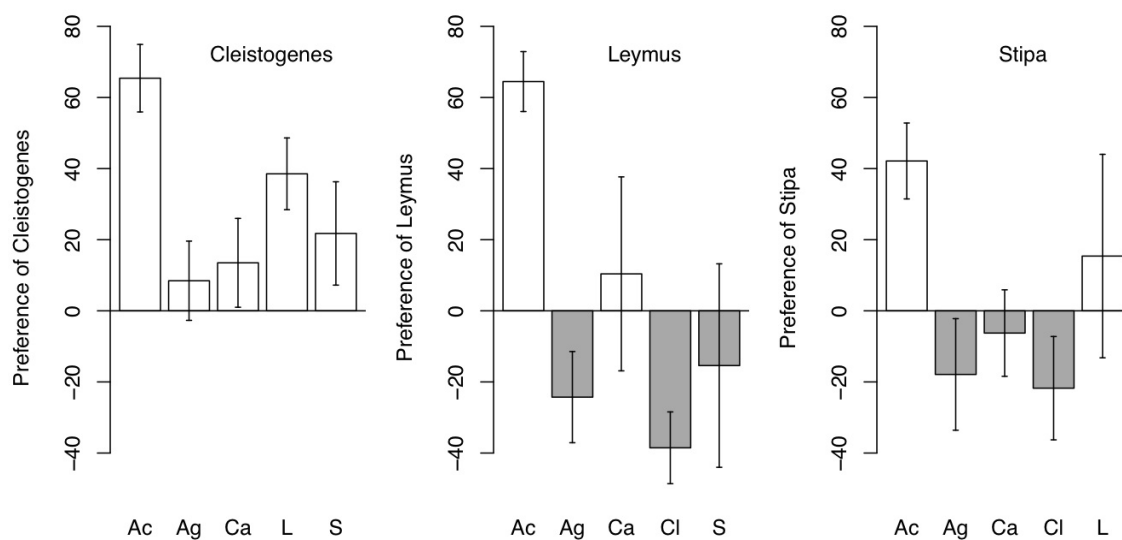 Cleistogenes
Preference of Cleistogenes
80
60
40
20
0
−20
−40
Ac Ag Ca L S
Leymus
Preference of Leymus
80
60
40
20
0
−20
−40
Ac Ag Ca Cl S
Stipa
Preference of Stipa
80
60
40
20
0
−20
−40
Ac Ag Ca Cl L